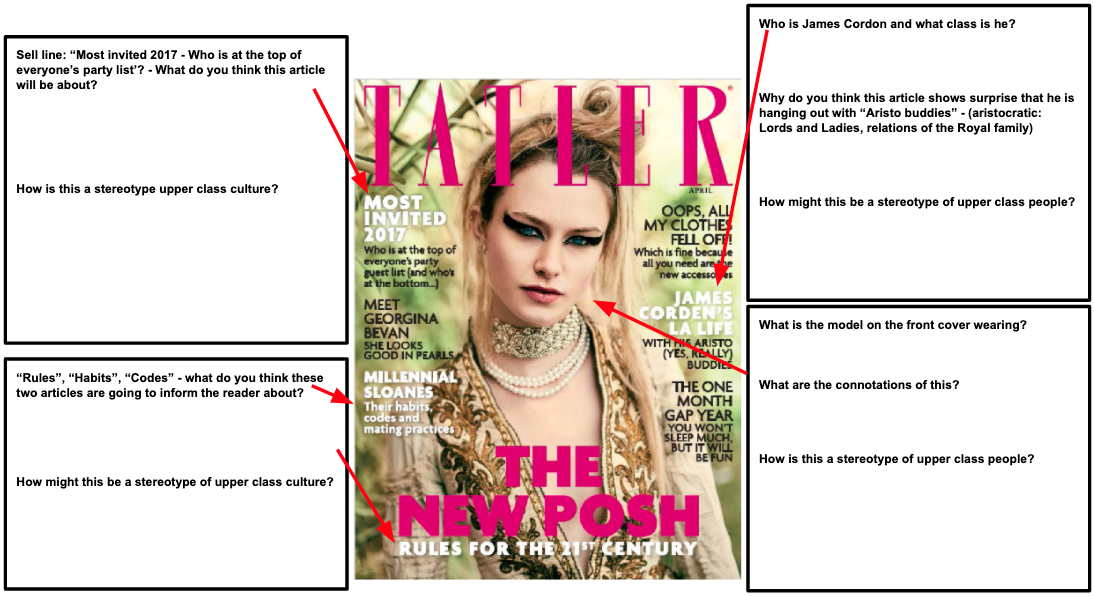 Sell line: “Most invited 2017 - Who is at the top of
everyone’s party list’? - What do you think this article
will be about?
How is this a stereotype upper class culture?
“Rules”, “Habits”, “Codes” - what do you think these
two articles are going to inform the reader about?
How might this be a stereotype of upper class culture?
TATLER
APRIL
MOST
INVITED
2017
Who is at the top of
everyone's party
guest list (and who's
at the bottom...)
MEET
GEORGINA
BEVAN
SHE LOOKS
GOOD IN PEARLS
MILLENNIAL
SLOANES
Their habits,
codes and
mating practices
OOPS, ALL
MY CLOTHES
FELL OFF!
Which is fine because
all you need are the
new accessories
JAMES
CORDEN'S
LA LIFE
WITH HIS ARISTO
(YES, REALLY)
BUDDIES
THE ONE
MONTH
GAP YEAR
YOU WON'T
SLEEP MUCH,
BUT IT WILL
BE FUN
THE
NEW POSH
RULES FOR THE 21ST CENTURY
Who is James Cordon and what class is he?
Why do you think this article shows surprise that he is
hanging out with “Aristo buddies” - (aristocratic:
Lords and Ladies, relations of the Royal family)
How might this be a stereotype of upper class people?
What is the model on the front cover wearing?
What are the connotations of this?
How is this a stereotype of upper class people?